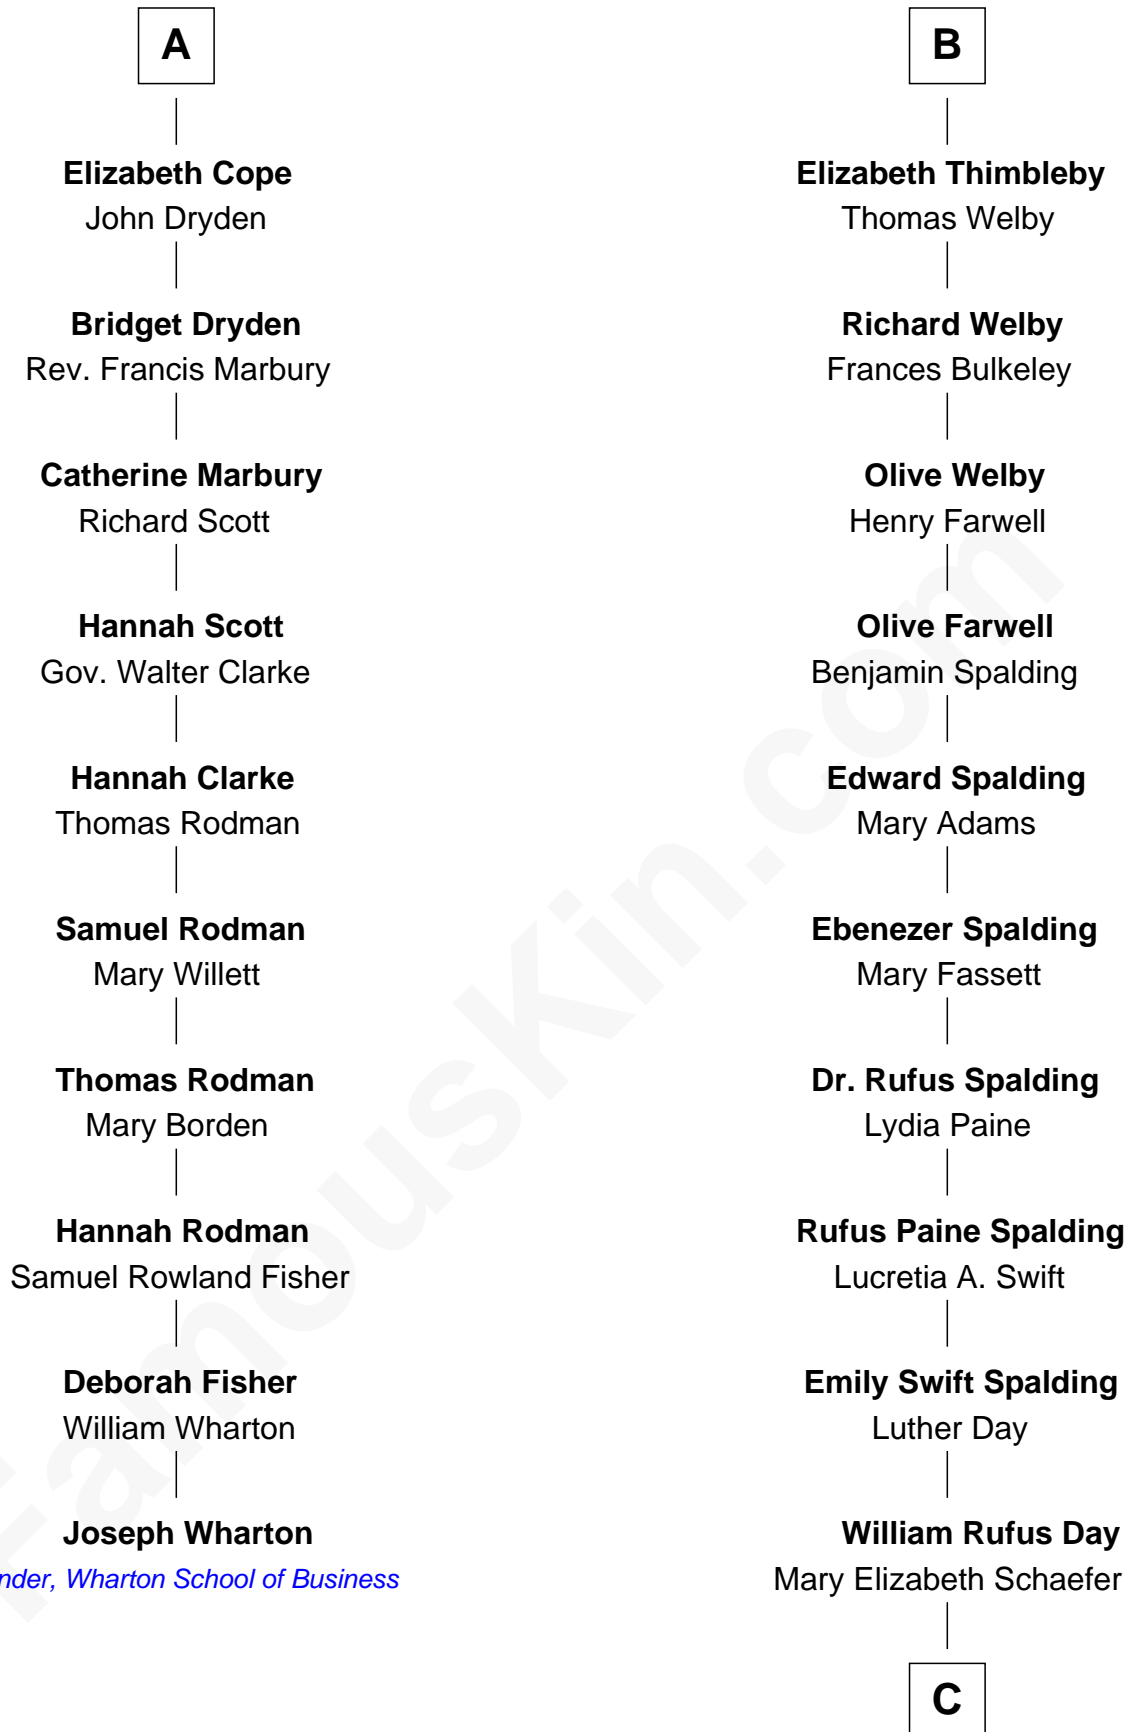 A
Elizabeth Cope
John Dryden
Bridget Dryden
Rev. Francis Marbury
Catherine Marbury
Richard Scott
Hannah Scott
Gov. Walter Clarke
Hannah Clarke
Thomas Rodman
Samuel Rodman
Mary Willett
Thomas Rodman
Mary Borden
Hannah Rodman
Samuel Rowland Fisher
Deborah Fisher
William Wharton
Joseph Wharton
nder, Wharton School of Business
B
Elizabeth Thimbleby
Thomas Welby
Richard Welby
Frances Bulkeley
Olive Welby
Henry Farwell
Olive Farwell
Benjamin Spalding
Edward Spalding
Mary Adams
Ebenezer Spalding
Mary Fassett
Dr. Rufus Spalding
Lydia Paine
Rufus Paine Spalding
Lucretia A. Swift
Emily Swift Spalding
Luther Day
William Rufus Day
Mary Elizabeth Schaefer
C
FamousKin.com